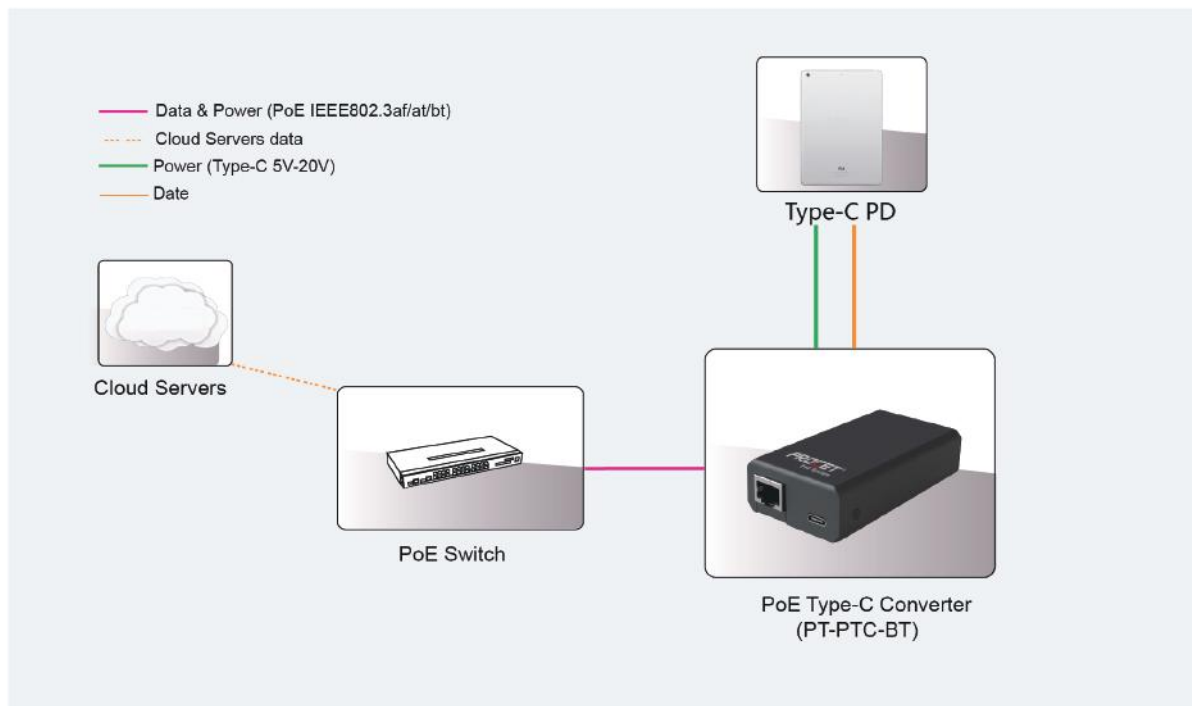 Data & Power (PoE IEEE802.3af/at/bt)
Cloud Servers data
Power (Type-C 5V-20V)
Date
Type-C PD
Cloud Servers
PoE Switch
PoE Type-C Converter
(PT-PTC-BT)